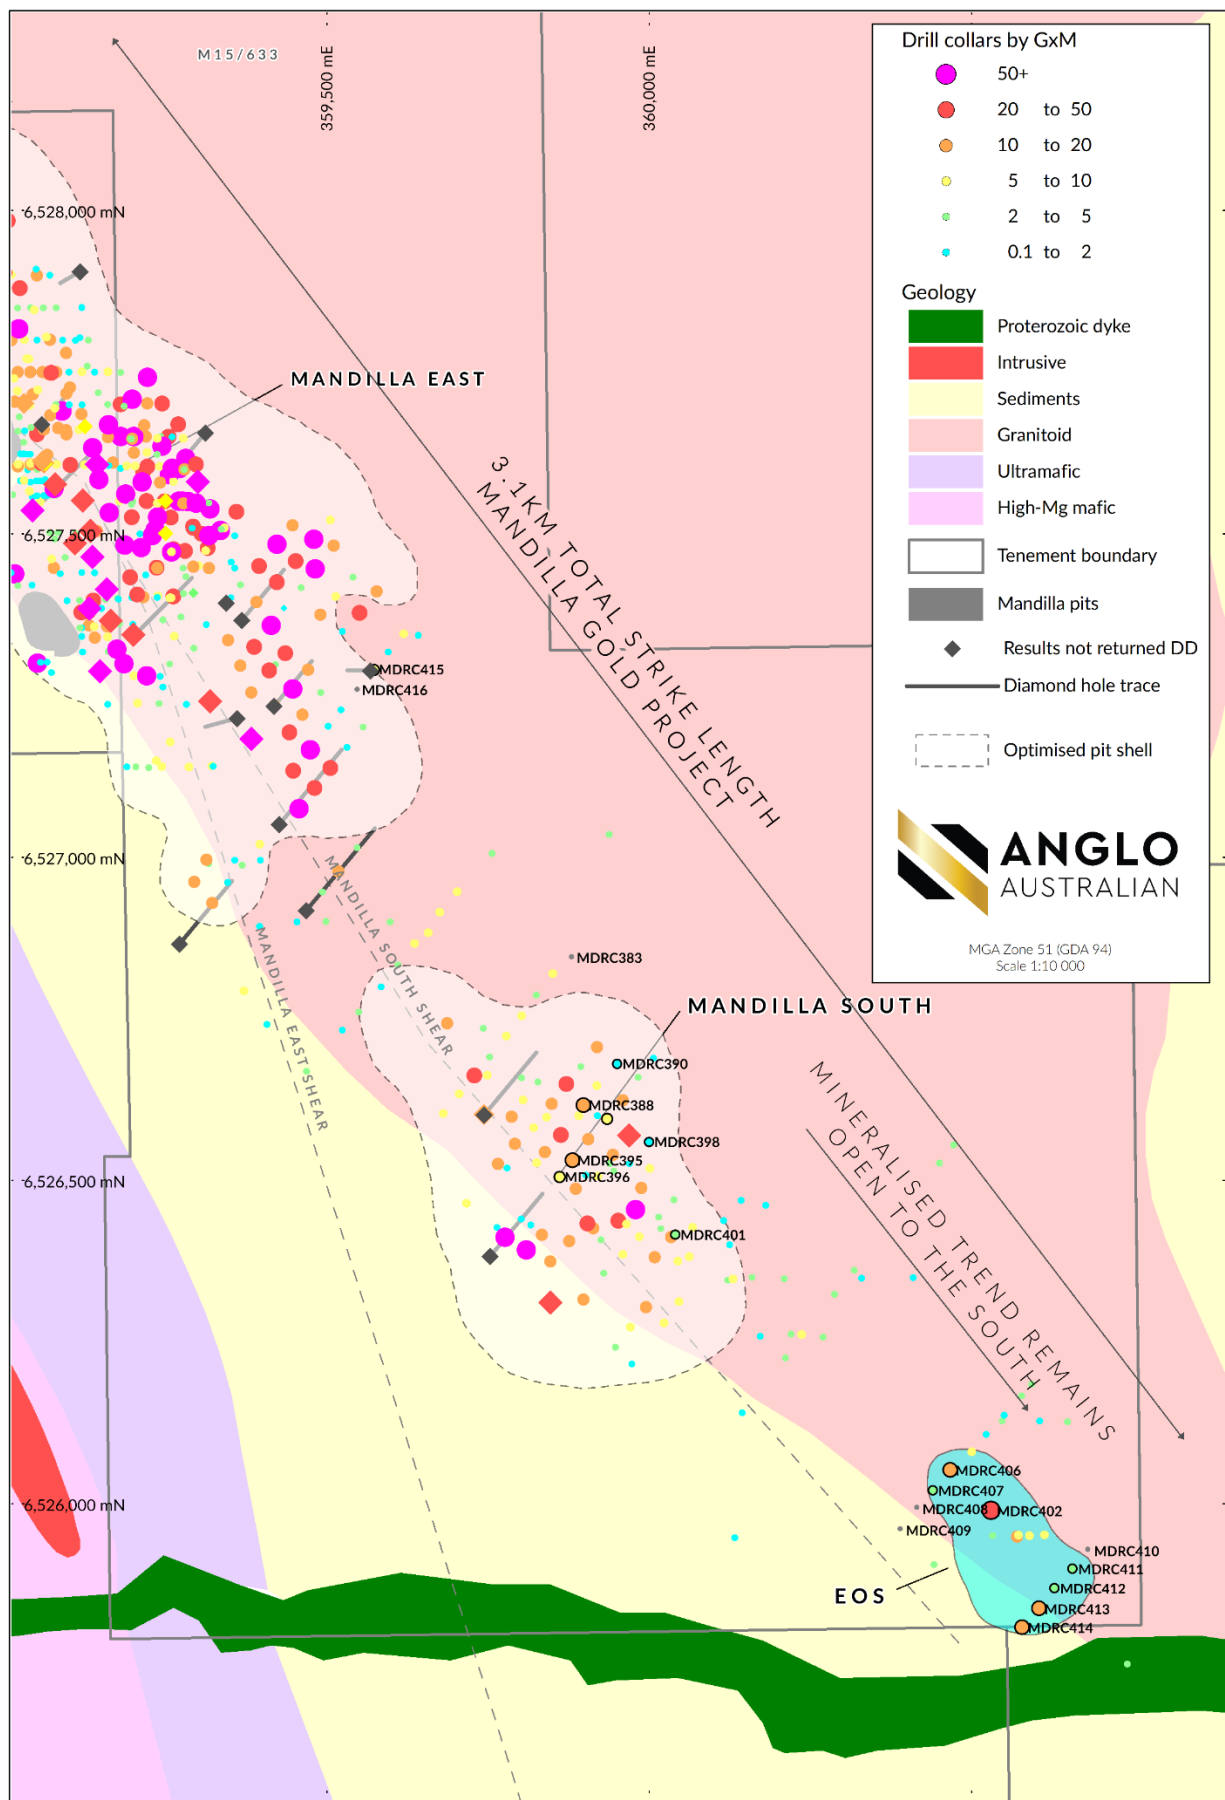 M15/633
359,500 mE
360,000 mE
6,528,000 mN
MANDILLA EAST
6,527,500 mN
3.1KM TOTAL STRIKE LENGTH
MANDILLA GOLD PROJECT
MDRC415
MDRC416
6,527,000 mN
MANDILLA SOUTH SHEAR
MANDILLA EAST SHEAR
MDRC383
MANDILLA SOUTH
MDRC390
MDRC388
MDRC398
MDRC395
MDRC396
6,526,500 mN
MDRC401
MINERALISED TREND REMAINS
OPEN TO THE SOUTH
MDRC406
MDRC407
MDRC408
MDRC402
6,526,000 mN
MDRC409
MDRC410
MDRC411
MDRC412
EOS
MDRC413
MDRC414
Drill collars by GxM
50+
20 to 50
10 to 20
5 to 10
2 to 5
0.1 to 2
Geology
Proterozoic dyke
Intrusive
Sediments
Granitoid
Ultramafic
High-Mg mafic
Tenement boundary
Mandilla pits
Results not returned DD
Diamond hole trace
Optimised pit shell
ANGLO
AUSTRALIAN
MGA Zone 51 (GDA 94)
Scale 1:10 000